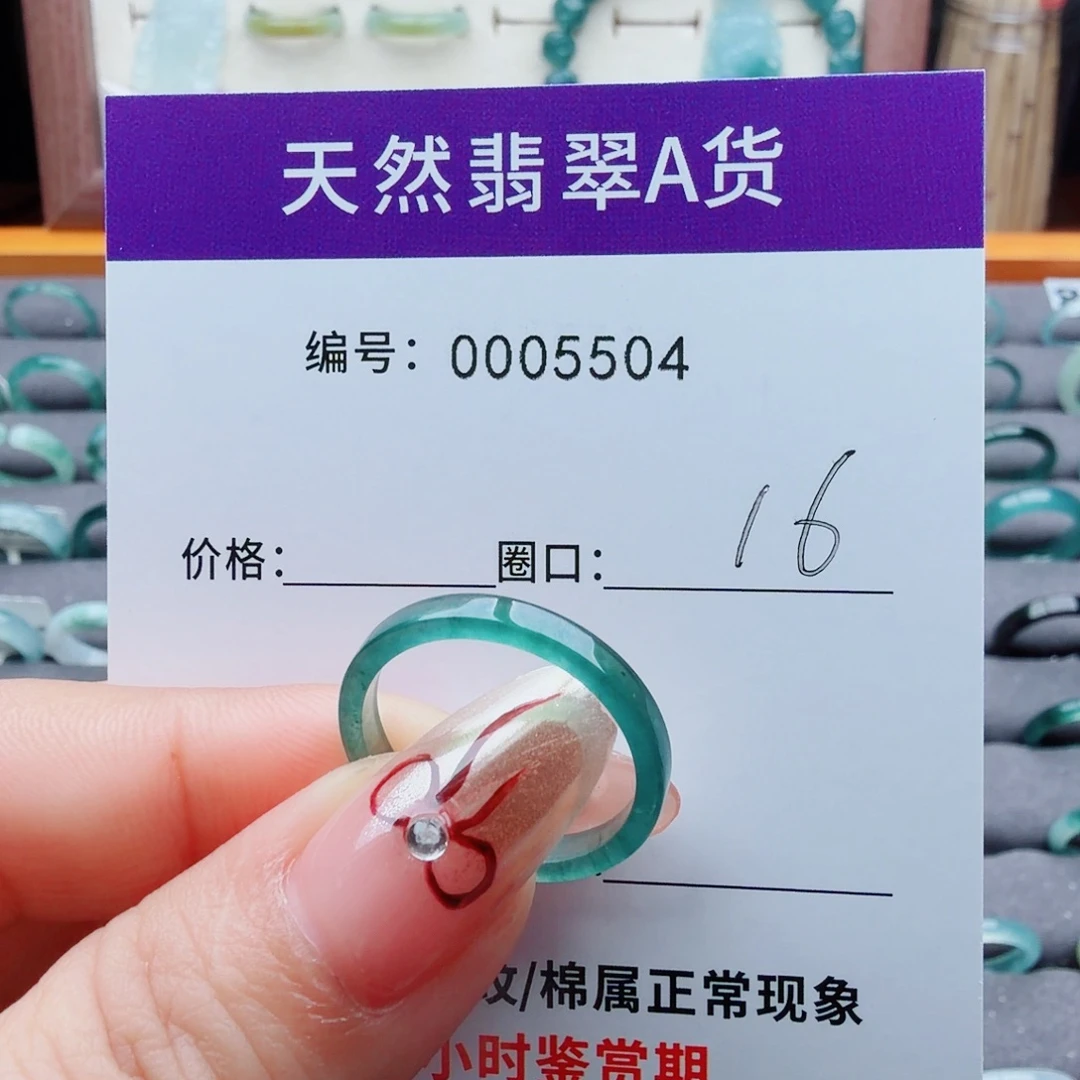 天然翡翠A货
编号：0005504
价格：圈口：16
纹/棉属正常现象
小时鉴赏期